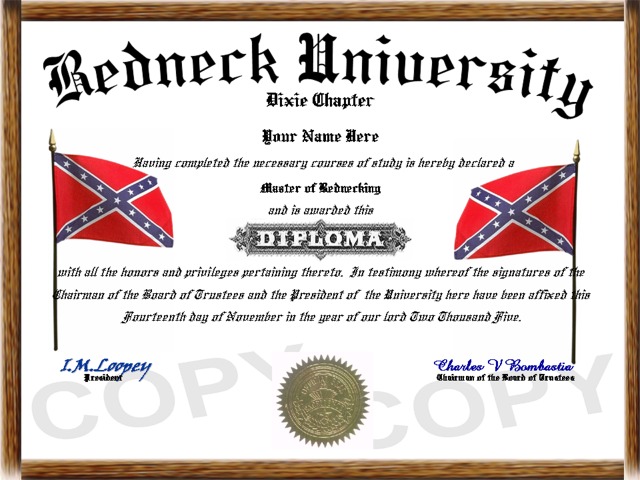 Redneck University
Dixie Chapter
Your Name Here
Having completed the necessary courses of study is hereby declared a
Master of Rednecking
and is awarded this
DIPLOMA
with all the honors and privileges pertaining thereto. In testimony whereof the signatures of the
Chairman of the Board of Trustees and the President of the University here have been affixed this
Fourteenth day of November in the year of our lord Two Thousand Five.
I.M.Loopey
President
Charles V Bombastia
Chairman of the Board of Trustees
COPY
COPY